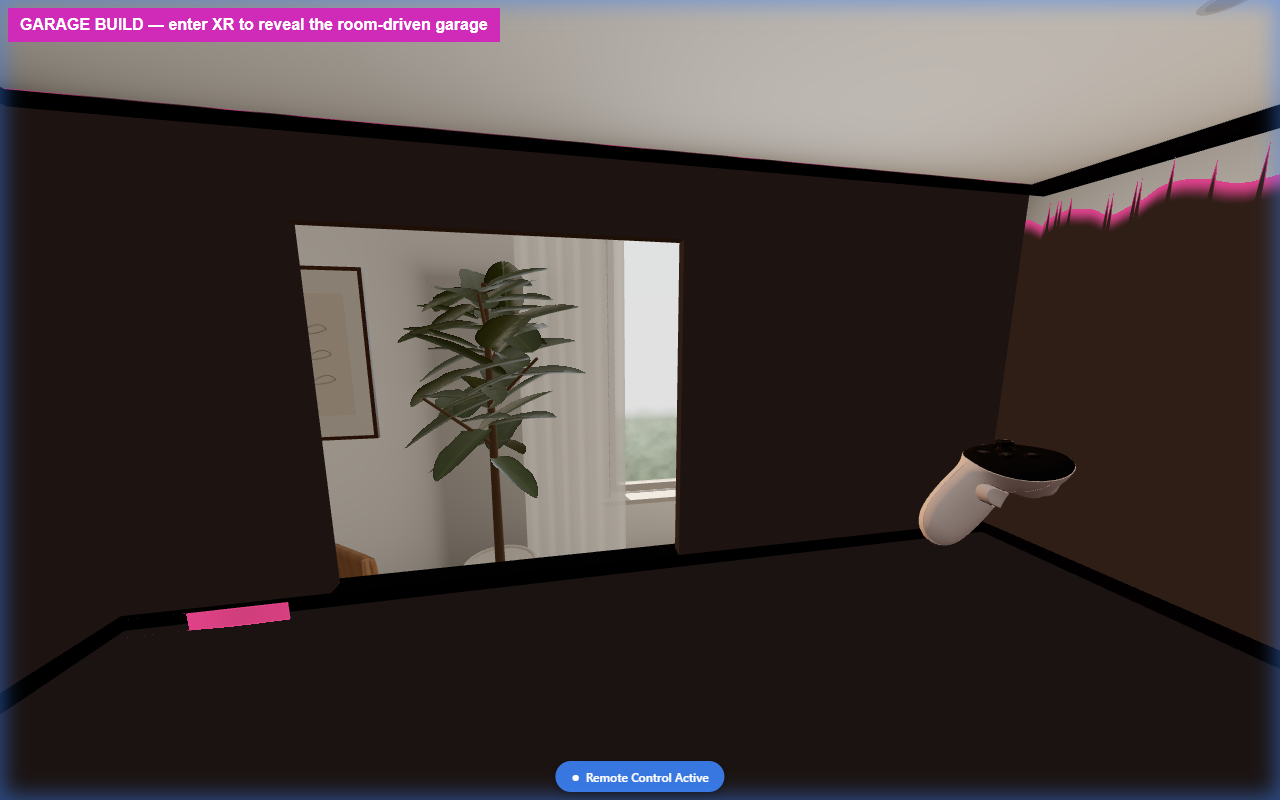 GARAGE BUILD — enter XR to reveal the room-driven garage
Remote Control Active